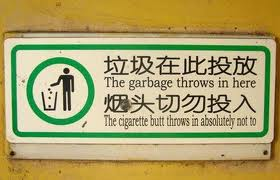 垃圾在此投放
The garbage throws in here
烟头切勿投入
The cigarette butt throws in absolutely not to